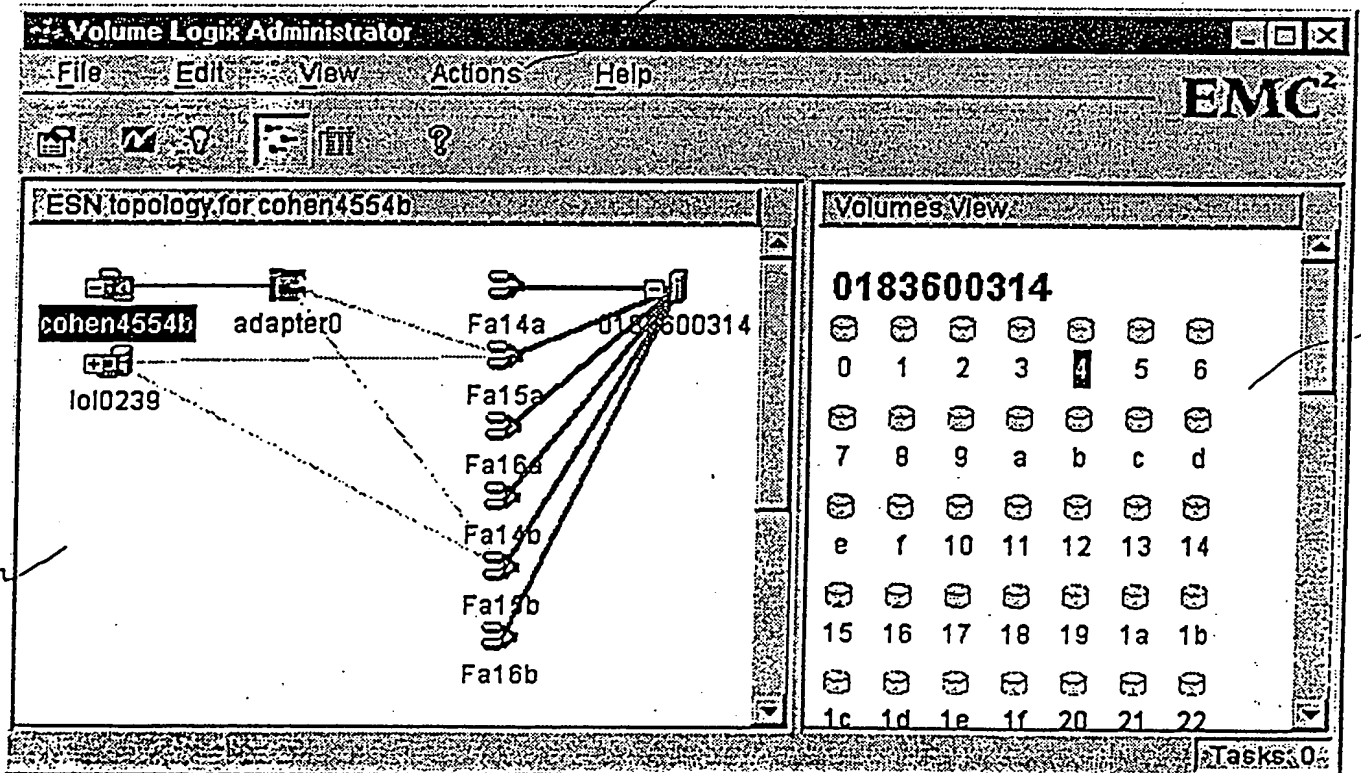 Volume Logix Administrator
File Edit View Actions Help
EMC²
ESN topology for cohen4554b
cohen4554b
adapter0
lol0239
Fa14a
Fa15a
Fa16a
Fa14b
Fa15b
Fa16b
0183600314
Volumes View
0183600314
0 1 2 3 4 5 6
7 8 9 a b c d
e f 10 11 12 13 14
15 16 17 18 19 1a 1b
1c 1d 1e 1f 20 21 22
Tasks: 0